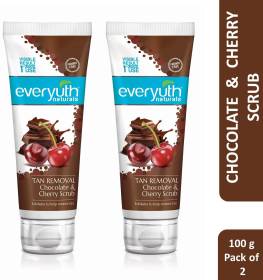 everyuth
naturals
TAN REMOVAL
Chocolate &
Cherry Scrub
everyuth
naturals
TAN REMOVAL
Chocolate &
Cherry Scrub
CHOCOLATE & CHERRY
SCRUB
100 g
Pack of
2